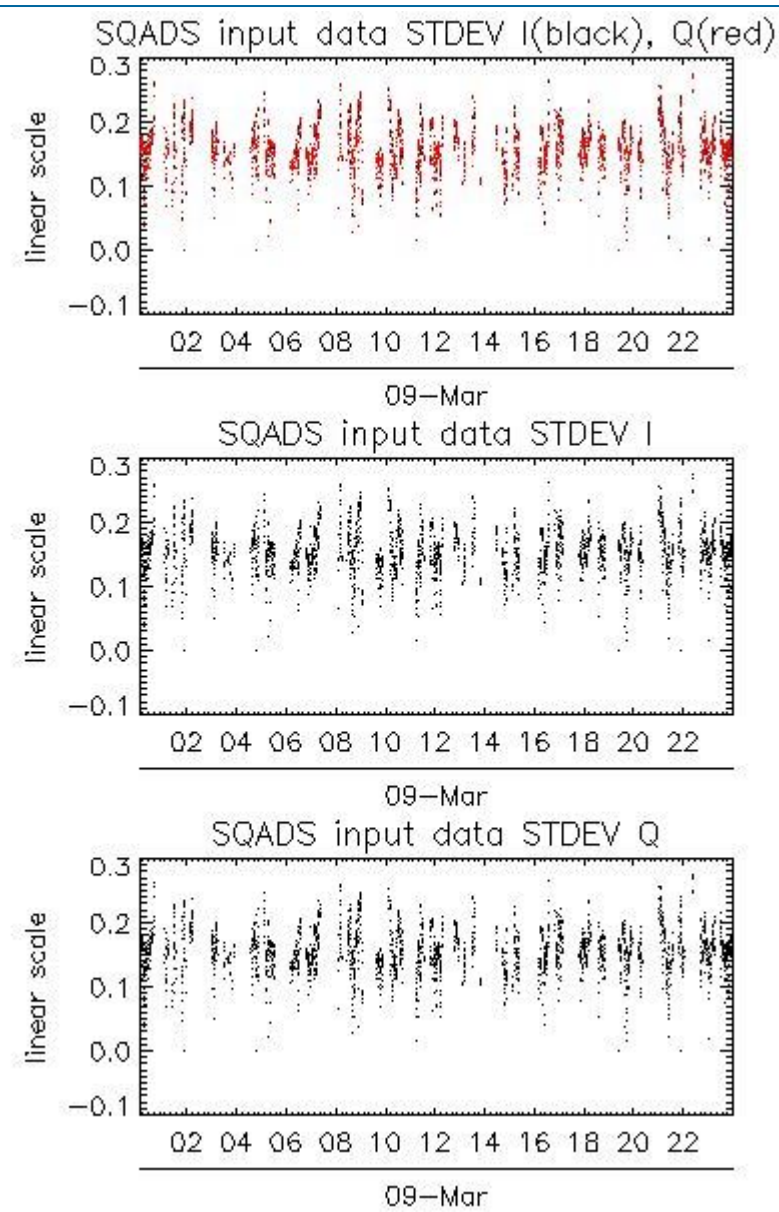 SQADS input data STDEV I(black), Q(red)
0.3
0.2
0.1
0.0
−0.1
linear scale
02 04 06 08 10 12 14 16 18 20 22
09−Mar
SQADS input data STDEV I
0.3
0.2
0.1
0.0
−0.1
linear scale
02 04 06 08 10 12 14 16 18 20 22
09−Mar
SQADS input data STDEV Q
0.3
0.2
0.1
0.0
−0.1
linear scale
02 04 06 08 10 12 14 16 18 20 22
09−Mar